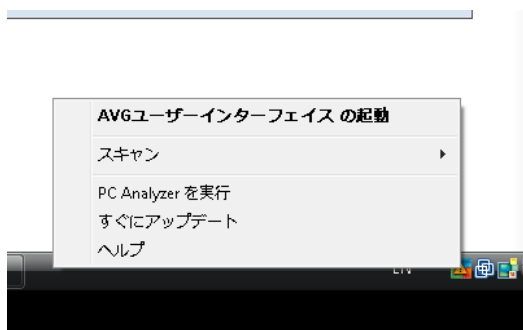 AVGユーザーインターフェイス の起動
スキャン
PC Analyzer を実行
すぐにアップデート
ヘルプ
EN